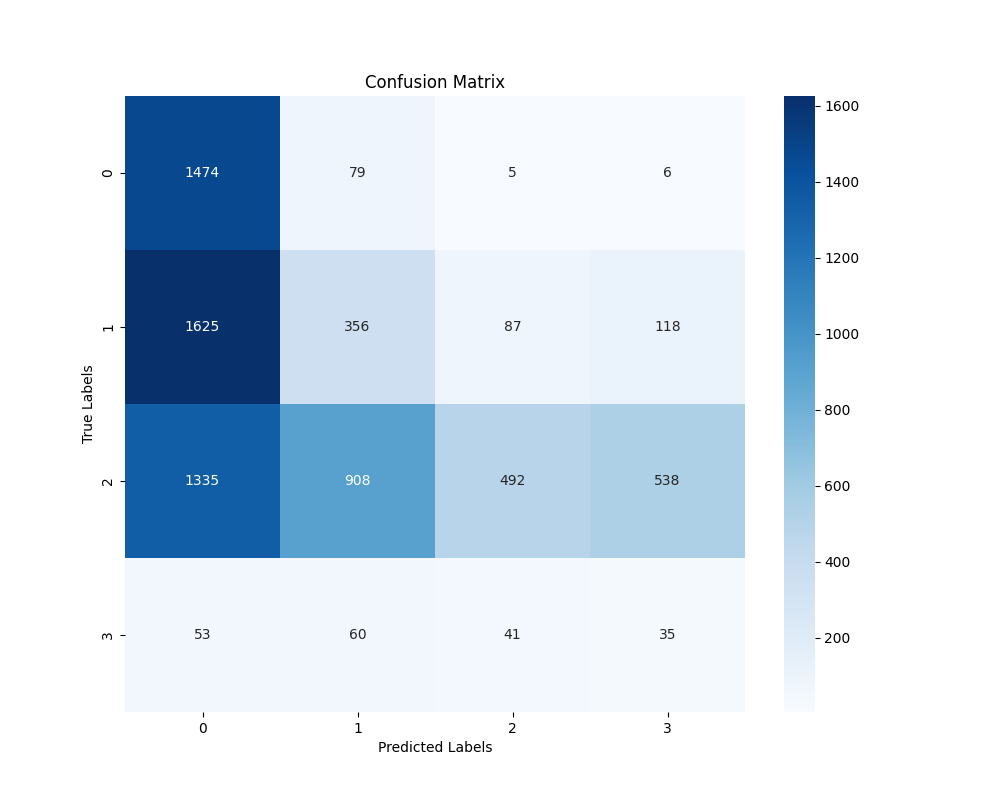 Confusion Matrix
0 1474 79 5 6
1 1625 356 87 118
2 1335 908 492 538
3 53 60 41 35
0 1 2 3
Predicted Labels
True Labels
1600
1400
1200
1000
800
600
400
200